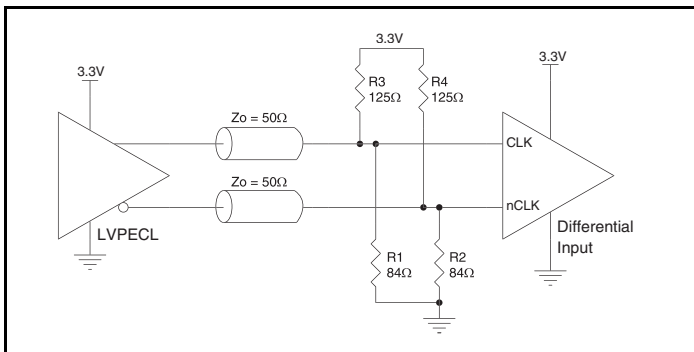 3.3V
3.3V
3.3V
R3
125Ω
R4
125Ω
Zo = 50Ω
CLK
Zo = 50Ω
nCLK
LVPECL
Differential
Input
R1
84Ω
R2
84Ω